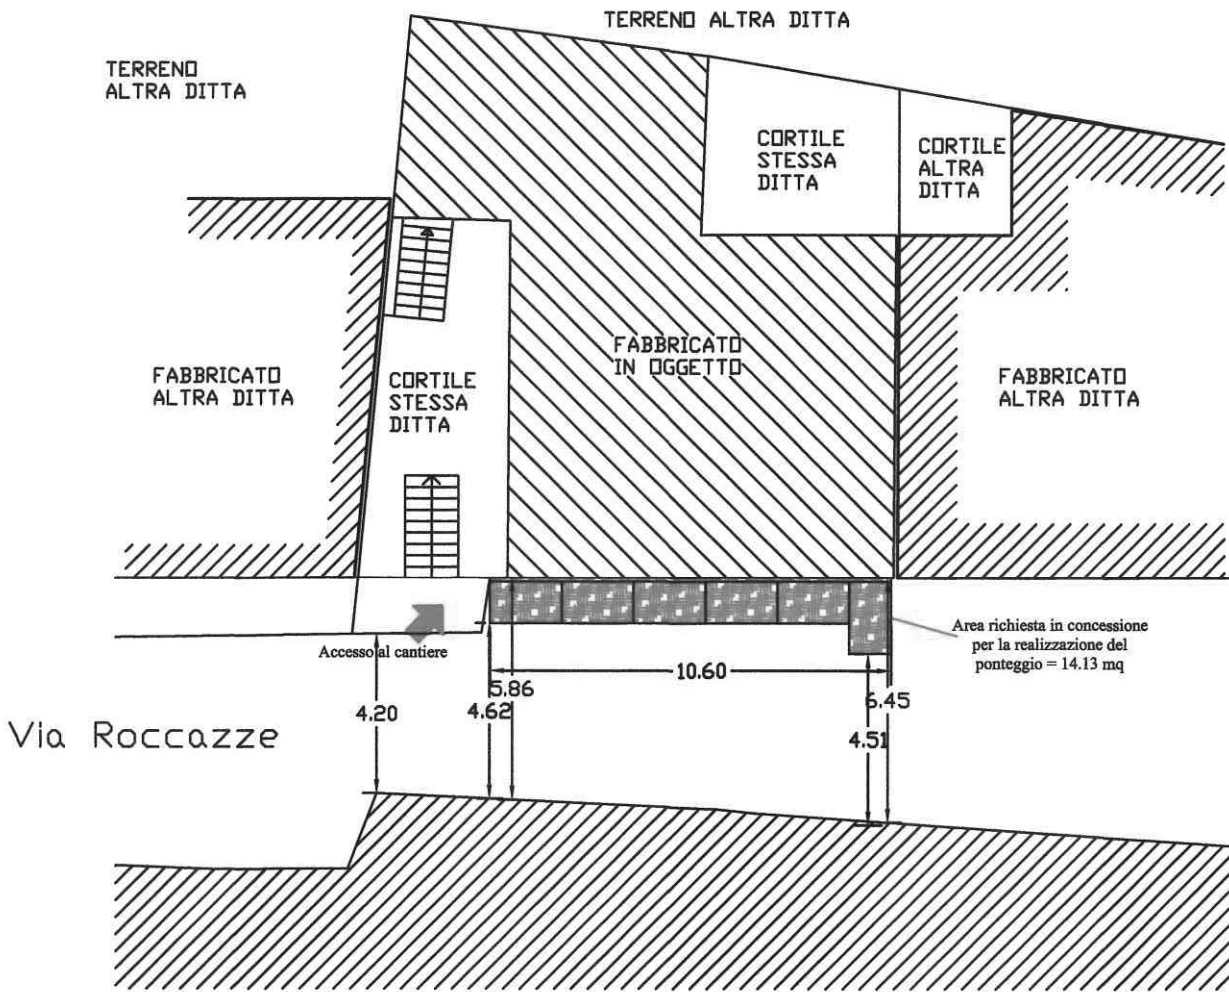 TERRENO ALTRA DITTA
TERRENO
ALTRA DITTA
CORTILE
STESSA
DITTA
CORTILE
ALTRA
DITTA
FABBRICATO
IN OGGETTO
FABBRICATO
ALTRA DITTA
CORTILE
STESSA
DITTA
FABBRICATO
ALTRA DITTA
Accesso al cantiere
Area richiesta in concessione
per la realizzazione del
ponteggio = 14.13 mq
10.60
5.86
6.45
4.20
4.62
4.51
Via Roccazze